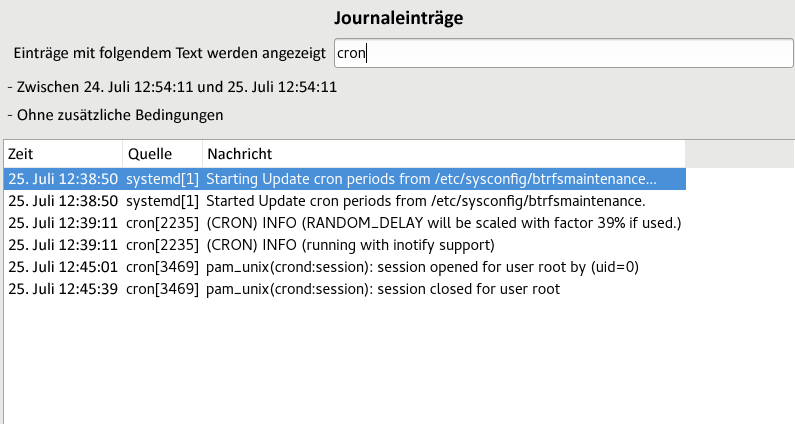 Journaleinträge
Einträge mit folgendem Text werden angezeigt cron
- Zwischen 24. Juli 12:54:11 und 25. Juli 12:54:11
- Ohne zusätzliche Bedingungen
Zeit Quelle Nachricht
25. Juli 12:38:50 systemd[1] Starting Update cron periods from /etc/sysconfig/btrfsmaintenance...
25. Juli 12:38:50 systemd[1] Started Update cron periods from /etc/sysconfig/btrfsmaintenance.
25. Juli 12:39:11 cron[2235] (CRON) INFO (RANDOM_DELAY will be scaled with factor 39% if used.)
25. Juli 12:39:11 cron[2235] (CRON) INFO (running with inotify support)
25. Juli 12:45:01 cron[3469] pam_unix(crond:session): session opened for user root by (uid=0)
25. Juli 12:45:39 cron[3469] pam_unix(crond:session): session closed for user root